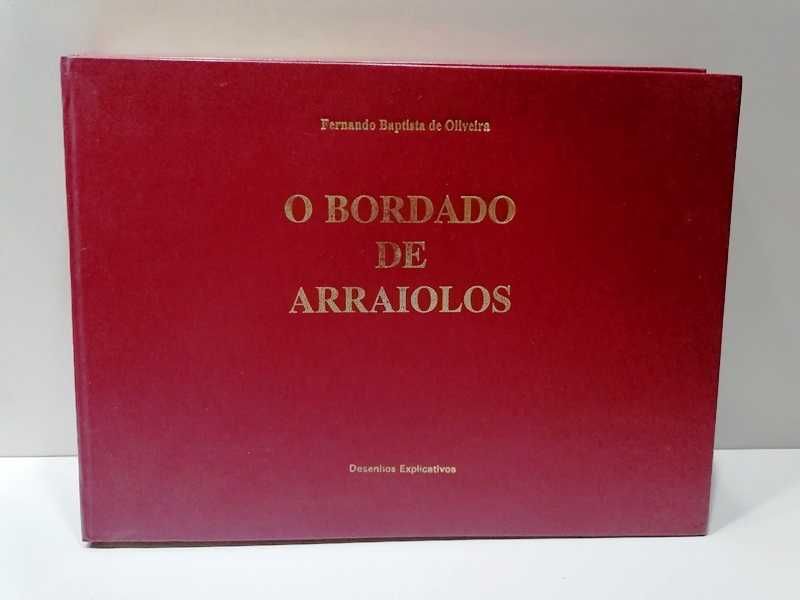 Fernando Baptista de Oliveira
O BORDADO
DE
ARRAIOLOS
Desenhos Explicativos